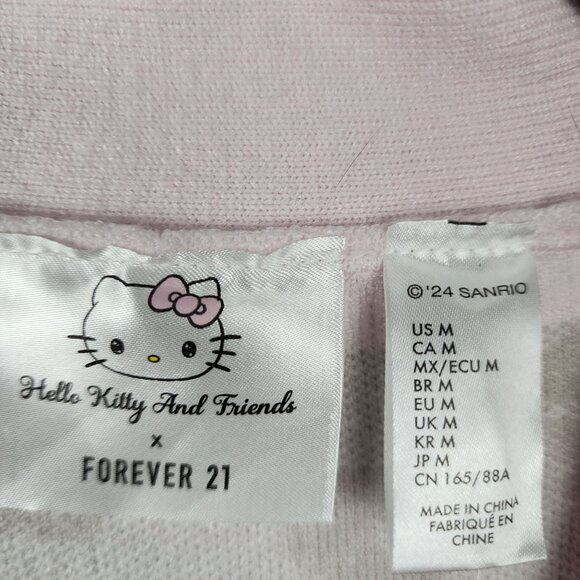 Hello Kitty And Friends
x
FOREVER 21
©'24 SANRIO
US M
CA M
MX/ECU M
BR M
EU M
UK M
KR M
JP M
CN 165/88A
MADE IN CHINA
FABRIQUÉ EN
CHINE